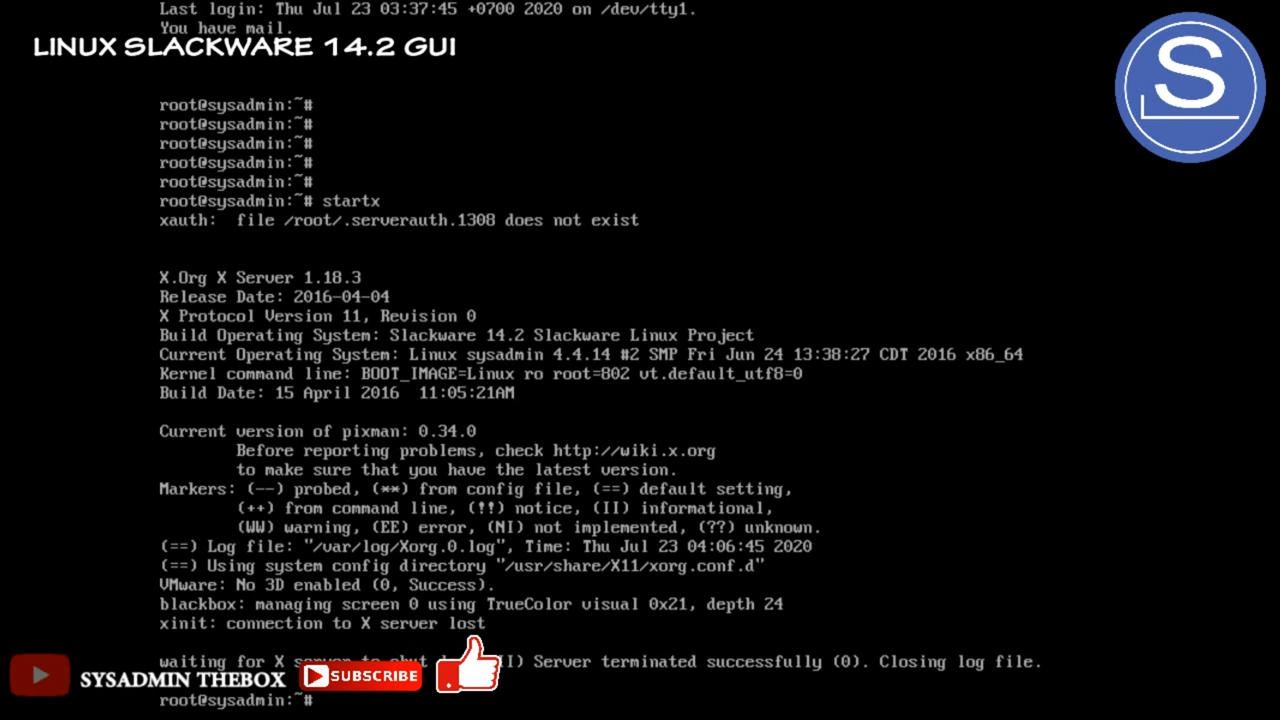 Last login: Thu Jul 23 03:37:45 +0700 2020 on /dev/tty1.
You have mail.
LINUX SLACKWARE 14.2 GUI
S
root@sysadmin:~#
root@sysadmin:~#
root@sysadmin:~#
root@sysadmin:~#
root@sysadmin:~#
root@sysadmin:~# startx
xauth:  file /root/.serverauth.1308 does not exist
X.Org X Server 1.18.3
Release Date: 2016-04-04
X Protocol Version 11, Revision 0
Build Operating System: Slackware 14.2 Slackware Linux Project
Current Operating System: Linux sysadmin 4.4.14 #2 SMP Fri Jun 24 13:38:27 CDT 2016 x86_64
Kernel command line: BOOT_IMAGE=Linux ro root=802 vt.default_utf8=0
Build Date: 15 April 2016  11:05:21AM
Current version of pixman: 0.34.0
Before reporting problems, check http://wiki.x.org
to make sure that you have the latest version.
Markers: (--) probed, (**) from config file, (==) default setting,
(++) from command line, (!!) notice, (II) informational,
(WW) warning, (EE) error, (NI) not implemented, (??) unknown.
(==) Log file: "/var/log/Xorg.0.log", Time: Thu Jul 23 04:06:45 2020
(==) Using system config directory "/usr/share/X11/xorg.conf.d"
VMware: No 3D enabled (0, Success).
blackbox: managing screen 0 using TrueColor visual 0x21, depth 24
xinit: connection to X server lost
waiting for X server to shut (II) Server terminated successfully (0). Closing log file.
SYSADMIN THEBOX SUBSCRIBE
root@sysadmin:~#